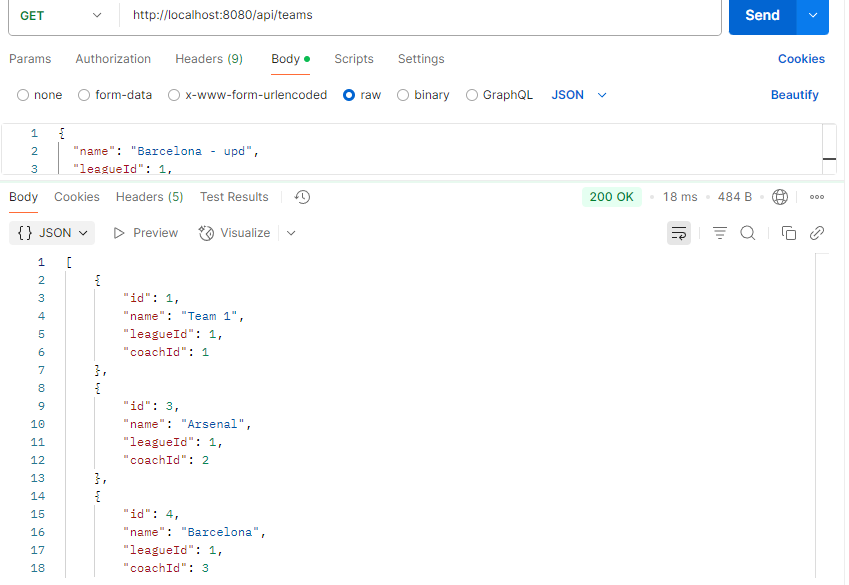 GET http://localhost:8080/api/teams Send
Params Authorization Headers (9) Body Scripts Settings Cookies
none form-data x-www-form-urlencoded raw binary GraphQL JSON Beautify
1 {
2 "name": "Barcelona - upd",
3 "leagueId": 1,
Body Cookies Headers (5) Test Results 200 OK 18 ms 484 B
{} JSON Preview Visualize
1 [
2 {
3 "id": 1,
4 "name": "Team 1",
5 "leagueId": 1,
6 "coachId": 1
7 },
8 {
9 "id": 3,
10 "name": "Arsenal",
11 "leagueId": 1,
12 "coachId": 2
13 },
14 {
15 "id": 4,
16 "name": "Barcelona",
17 "leagueId": 1,
18 "coachId": 3